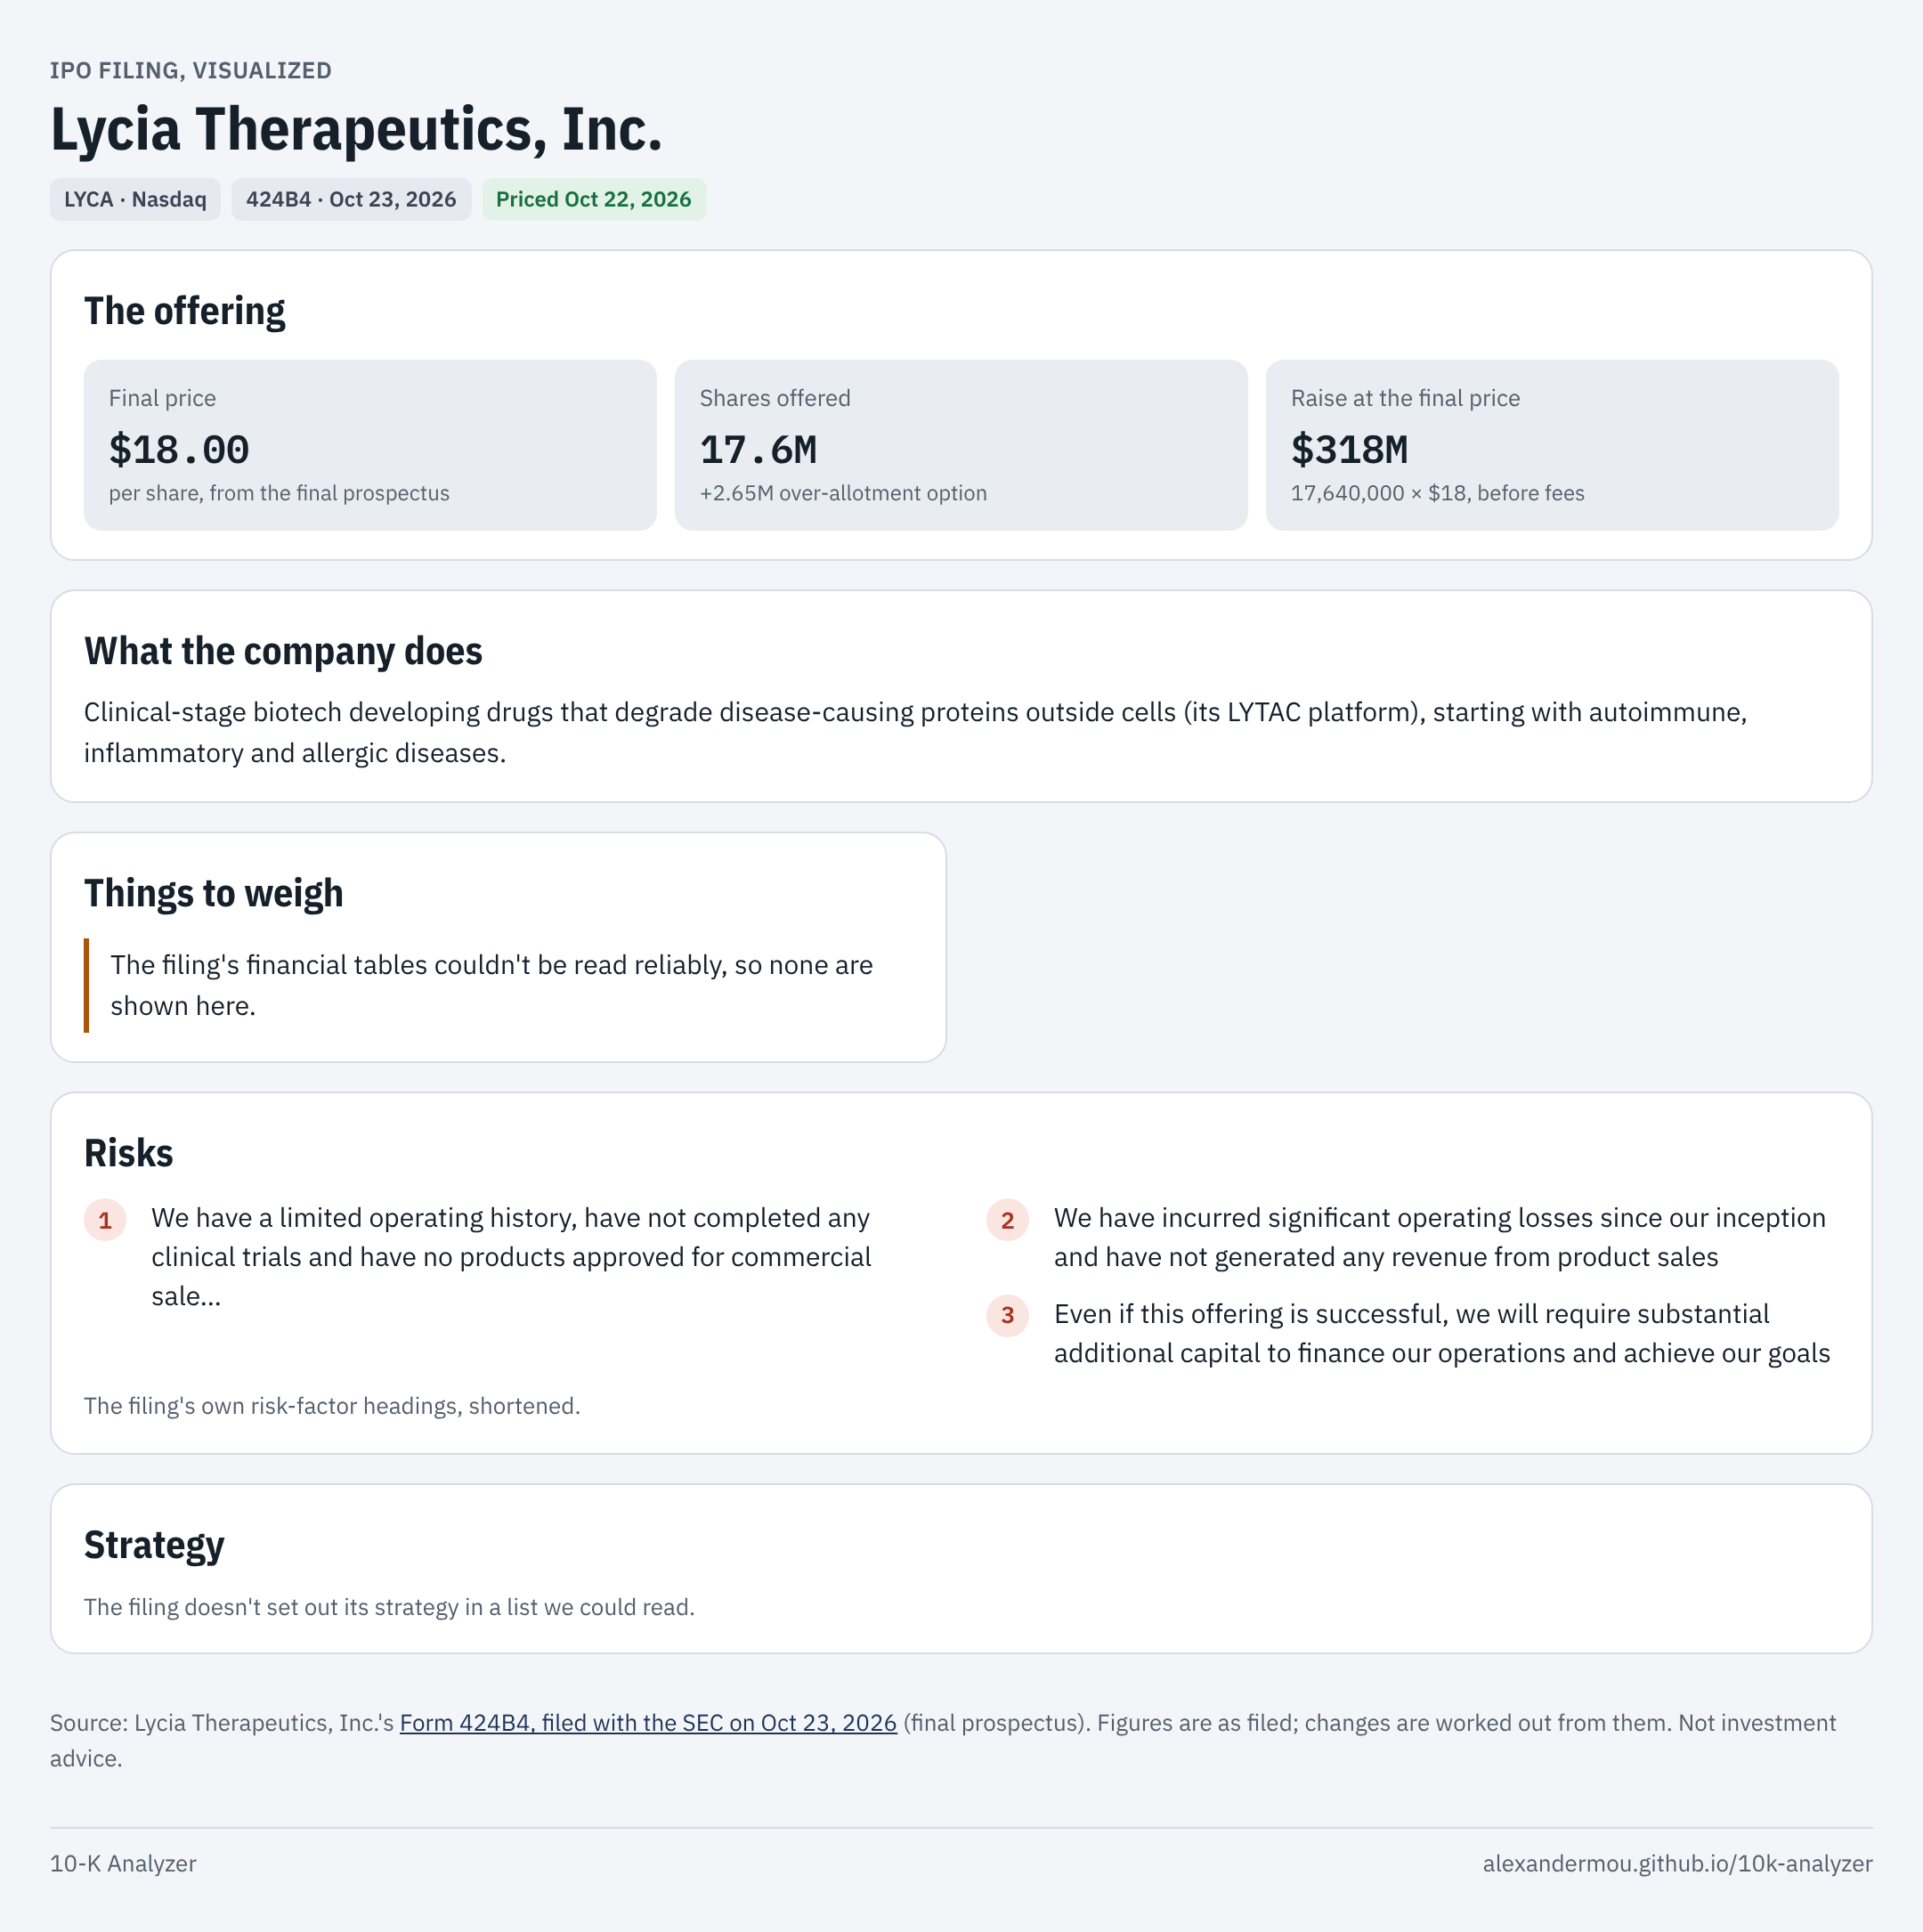 IPO FILING, VISUALIZED
Lycia Therapeutics, Inc.
LYCA · Nasdaq
424B4 · Oct 23, 2026
Priced Oct 22, 2026
The offering
Final price
$18.00
per share, from the final prospectus
Shares offered
17.6M
+2.65M over-allotment option
Raise at the final price
$318M
17,640,000 × $18, before fees
What the company does
Clinical-stage biotech developing drugs that degrade disease-causing proteins outside cells (its LYTAC platform), starting with autoimmune,
inflammatory and allergic diseases.
Things to weigh
The filing's financial tables couldn't be read reliably, so none are
shown here.
Risks
1
We have a limited operating history, have not completed any
clinical trials and have no products approved for commercial
sale...
2
We have incurred significant operating losses since our inception
and have not generated any revenue from product sales
3
Even if this offering is successful, we will require substantial
additional capital to finance our operations and achieve our goals
The filing's own risk-factor headings, shortened.
Strategy
The filing doesn't set out its strategy in a list we could read.
Source: Lycia Therapeutics, Inc.'s Form 424B4, filed with the SEC on Oct 23, 2026 (final prospectus). Figures are as filed; changes are worked out from them. Not investment
advice.
10-K Analyzer
alexandermou.github.io/10k-analyzer